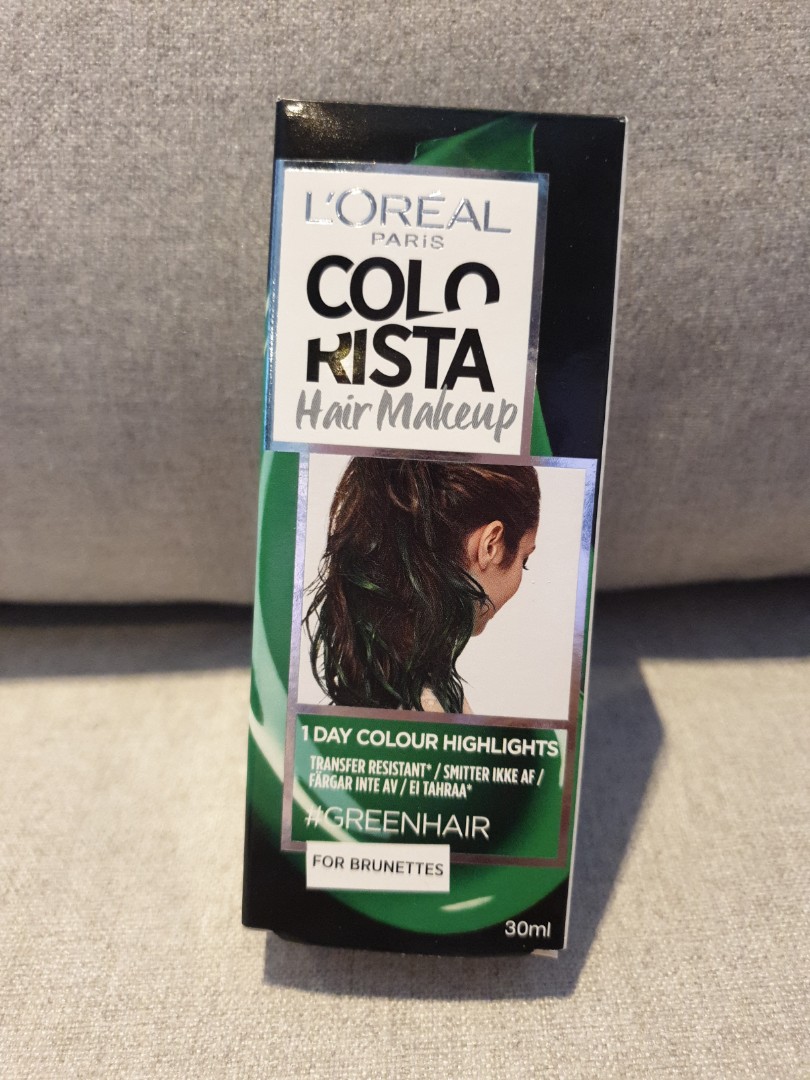 L'ORÉAL
PARIS
COLO
RISTA
Hair Makeup
1 DAY COLOUR HIGHLIGHTS
TRANSFER RESISTANT* / SMITTER IKKE AF /
FÄRGAR INTE AV / EI TAHRAA*
#GREENHAIR
FOR BRUNETTES
30ml